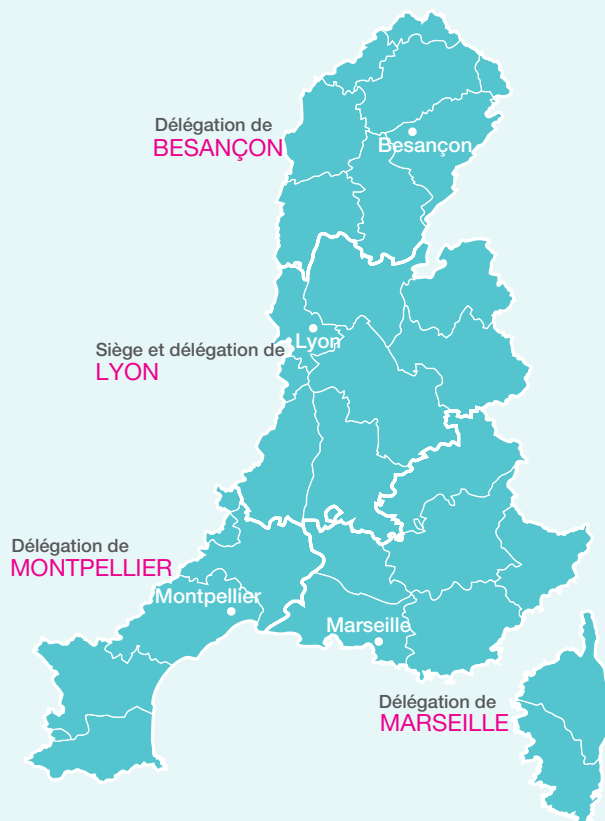 Délégation de
BESANÇON
Besançon
Lyon
Siège et délégation de
LYON
Délégation de
MONTPELLIER
Montpellier
Marseille
Délégation de
MARSEILLE